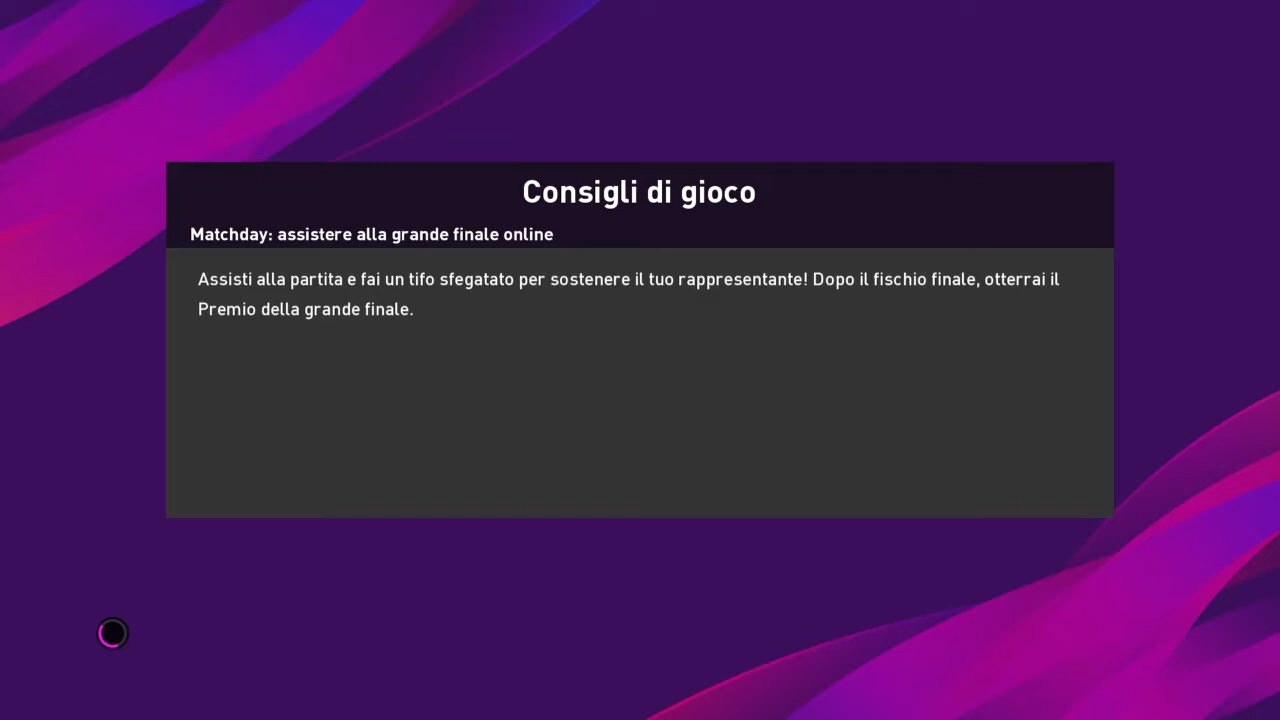 Consigli di gioco
Matchday: assistere alla grande finale online
Assisti alla partita e fai un tifo sfegatato per sostenere il tuo rappresentante! Dopo il fischio finale, otterrai il
Premio della grande finale.